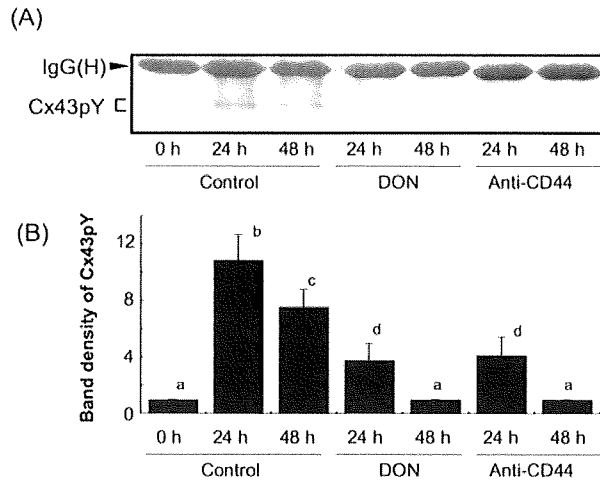 (A)
IgG(H)
Cx43pY
0 h 24 h 48 h 24 h 48 h 24 h 48 h
Control DON Anti-CD44
(B)
Band density of Cx43pY
12
8
4
0
a b c d a d a
0 h 24 h 48 h 24 h 48 h 24 h 48 h
Control DON Anti-CD44